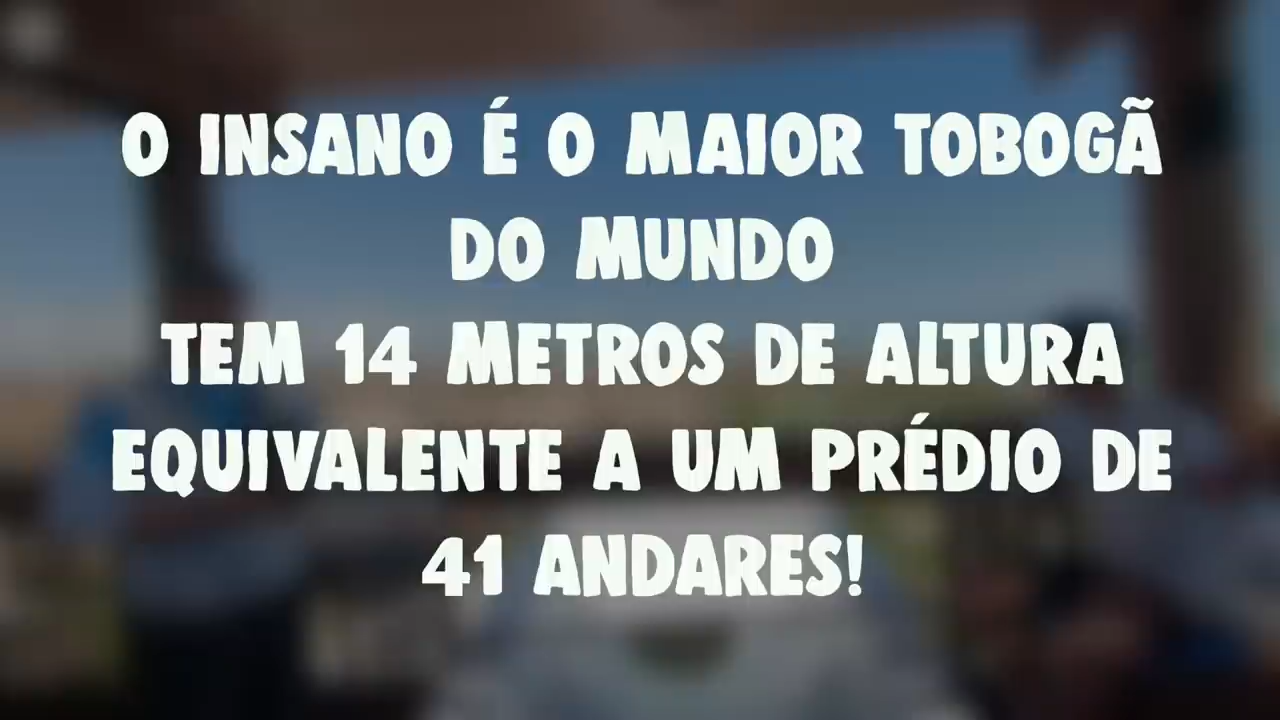 O INSANO É O MAIOR TOBOGÃ
DO MUNDO
TEM 14 METROS DE ALTURA
EQUIVALENTE A UM PRÉDIO DE
41 ANDARES!